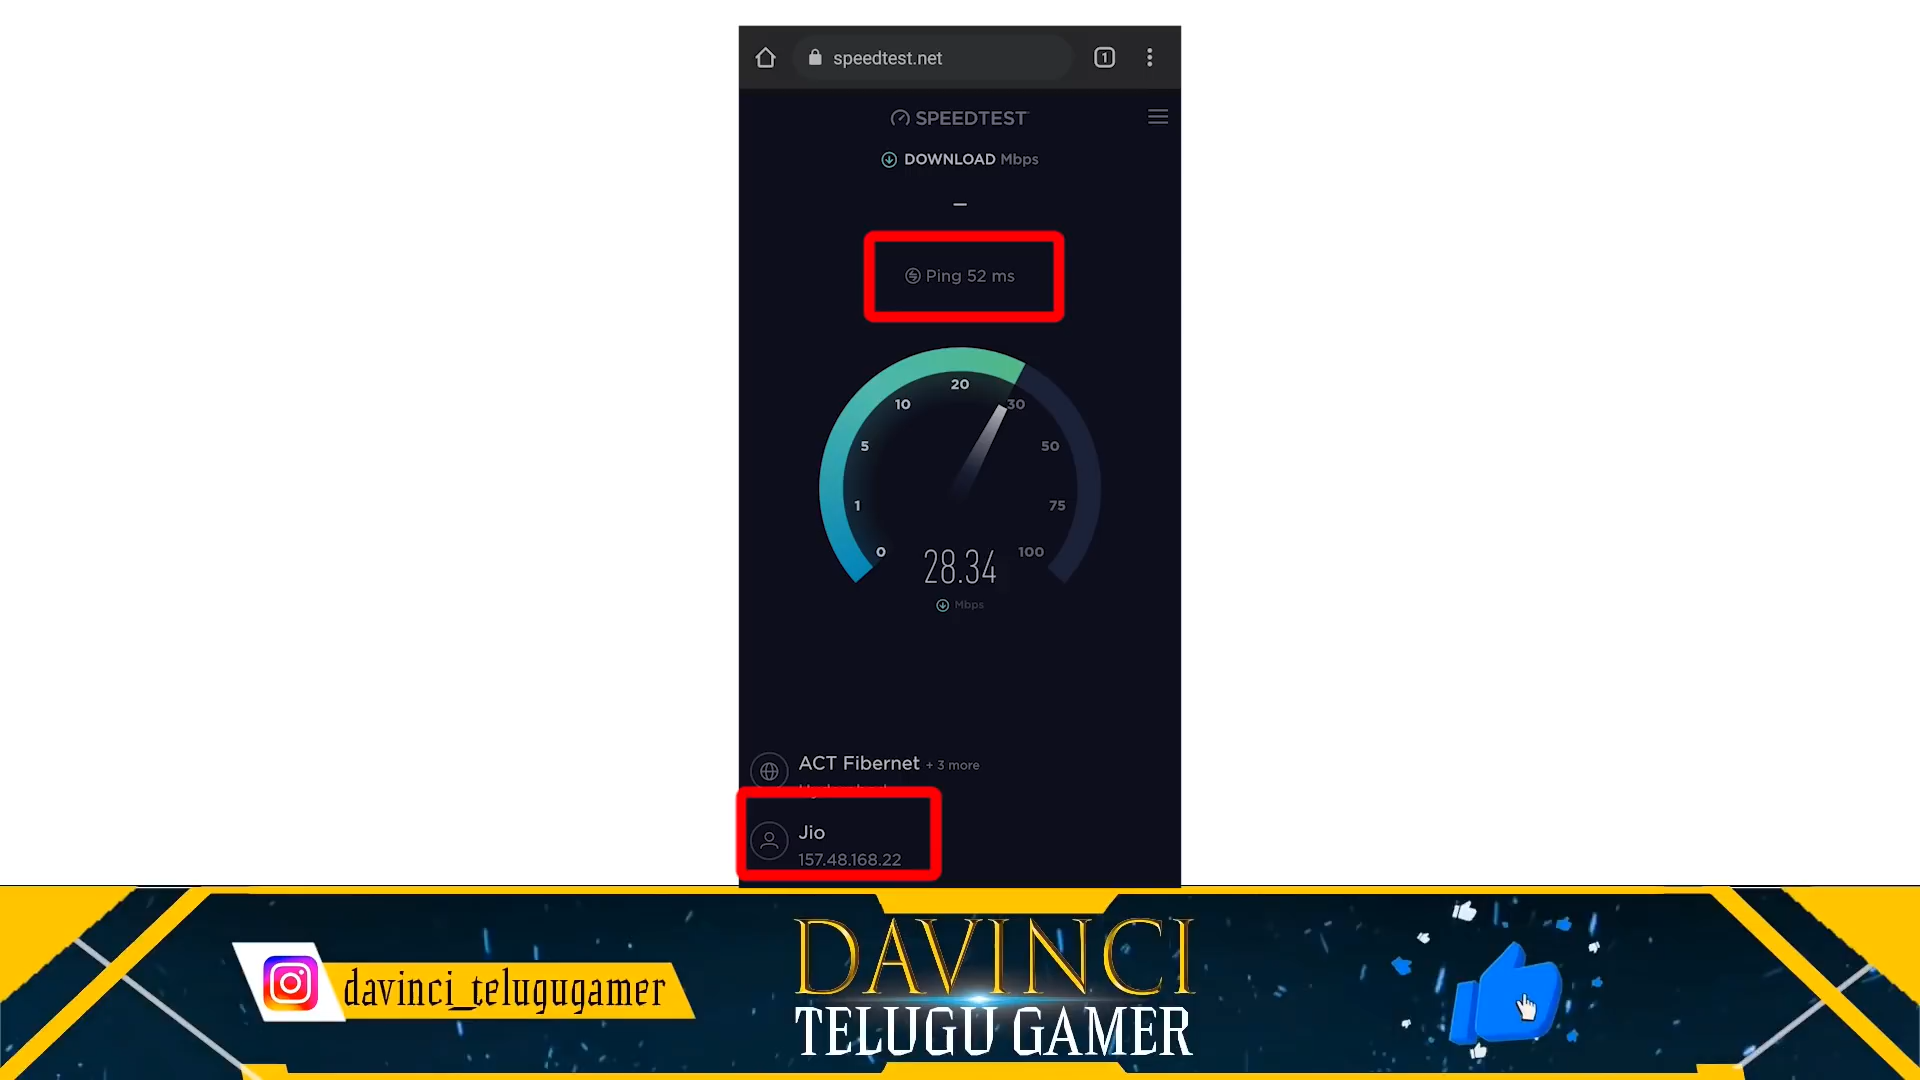 1
speedtest.net
SPEEDTEST
DOWNLOAD Mbps
Ping 52 ms
20
10
30
5
50
1
75
0
100
28.34
Mbps
ACT Fibernet + 3 more
Jio
157.48.168.22
davinci_telugugamer
DAVINCI
TELUGU GAMER